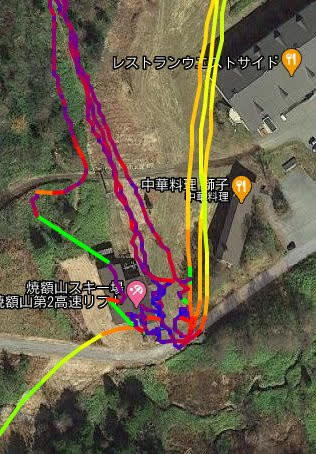 レストランウエストサイド
中華料理 獅子
中華料理
焼額山スキー場
焼額山第2高速リフト